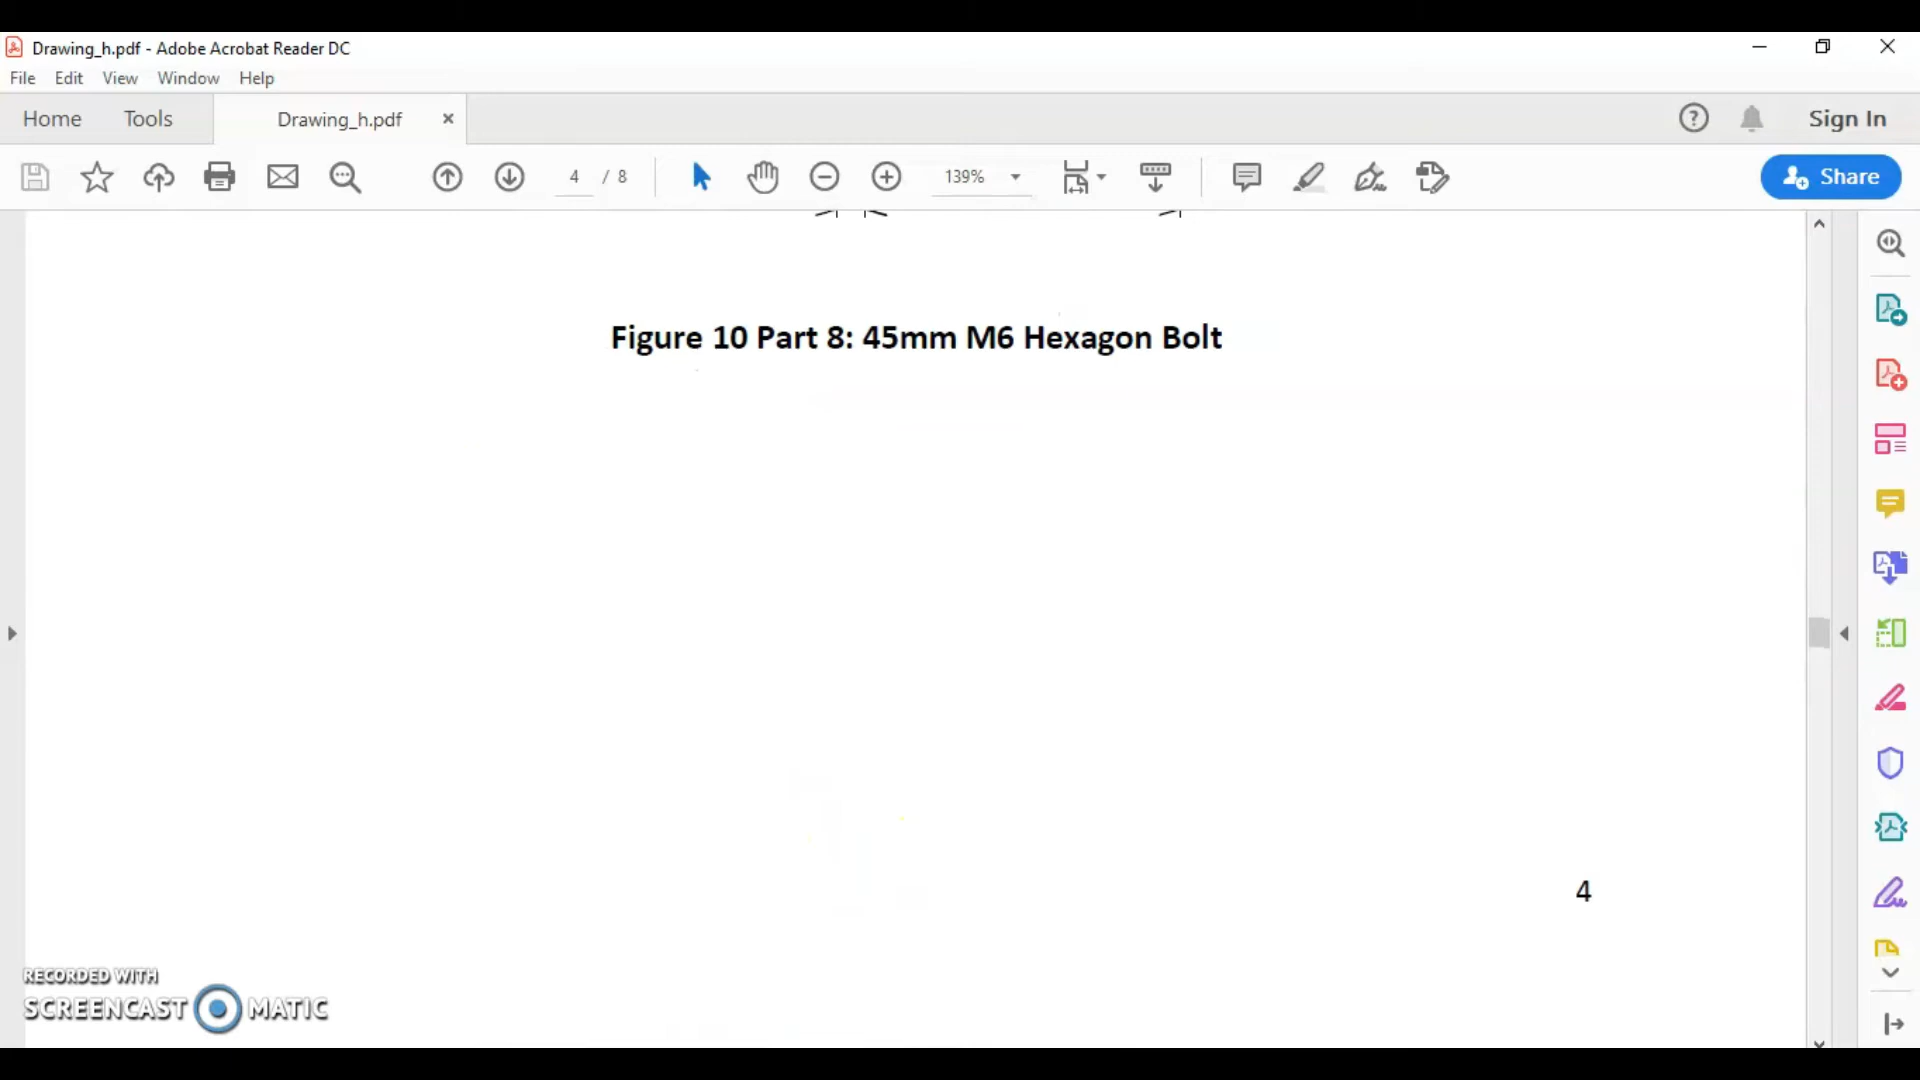 Drawing_h.pdf - Adobe Acrobat Reader DC
File Edit View Window Help
Home Tools Drawing_h.pdf Sign In
4 / 8 139% Share
Figure 10 Part 8: 45mm M6 Hexagon Bolt
4
RECORDED WITH
SCREENCAST MATIC